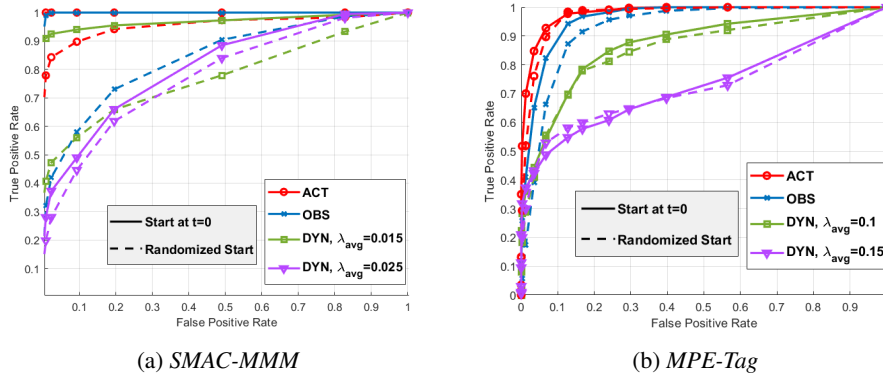 1
0.9
0.8
0.7
0.6
0.5
0.4
0.3
0.2
0.1
True Positive Rate
0.1 0.2 0.3 0.4 0.5 0.6 0.7 0.8 0.9 1
False Positive Rate
Start at t=0
Randomized Start
ACT
OBS
DYN, λavg=0.015
DYN, λavg=0.025
(a) SMAC-MMM
1
0.9
0.8
0.7
0.6
0.5
0.4
0.3
0.2
0.1
0
True Positive Rate
0 0.1 0.2 0.3 0.4 0.5 0.6 0.7 0.8 0.9
False Positive Rate
Start at t=0
Randomized Start
ACT
OBS
DYN, λavg=0.1
DYN, λavg=0.15
(b) MPE-Tag